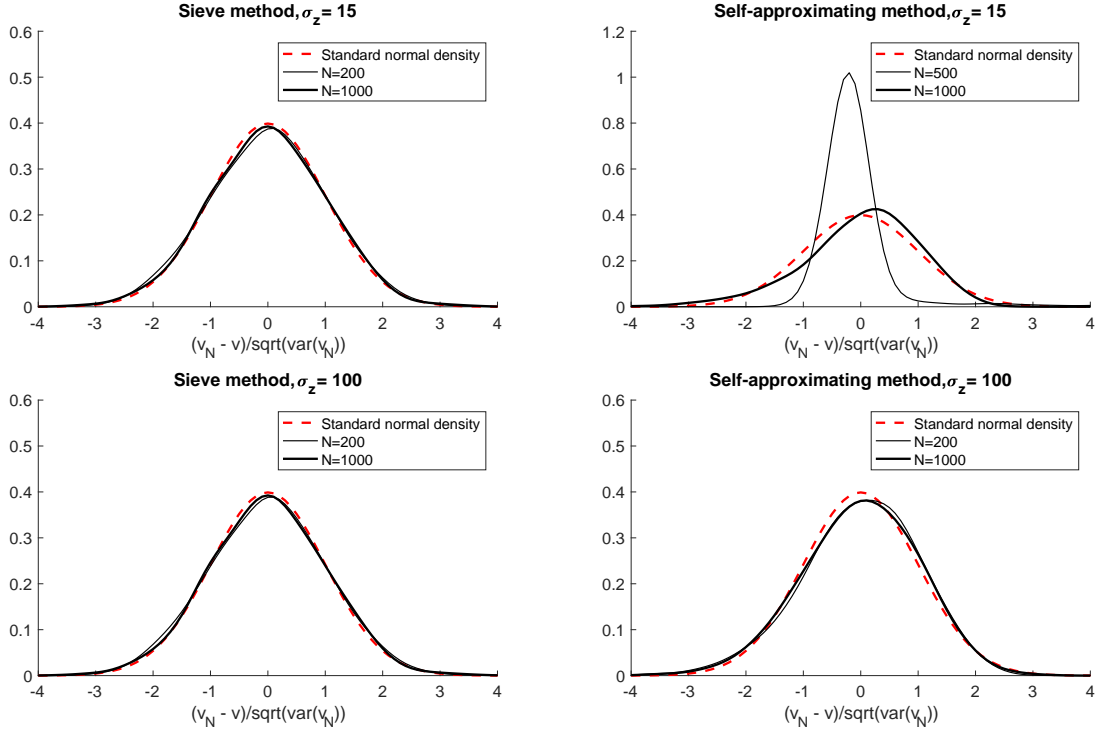 Sieve method, σz = 15
0.6
0.5
0.4
0.3
0.2
0.1
0
Standard normal density
N=200
N=1000
-4 -3 -2 -1 0 1 2 3 4
(vN - v)/sqrt(var(vN))
Self-approximating method, σz = 15
1.2
1
0.8
0.6
0.4
0.2
0
Standard normal density
N=500
N=1000
-4 -3 -2 -1 0 1 2 3 4
(vN - v)/sqrt(var(vN))
Sieve method, σz = 100
0.6
0.5
0.4
0.3
0.2
0.1
0
Standard normal density
N=200
N=1000
-4 -3 -2 -1 0 1 2 3 4
(vN - v)/sqrt(var(vN))
Self-approximating method, σz = 100
0.6
0.5
0.4
0.3
0.2
0.1
0
Standard normal density
N=200
N=1000
-4 -3 -2 -1 0 1 2 3 4
(vN - v)/sqrt(var(vN))